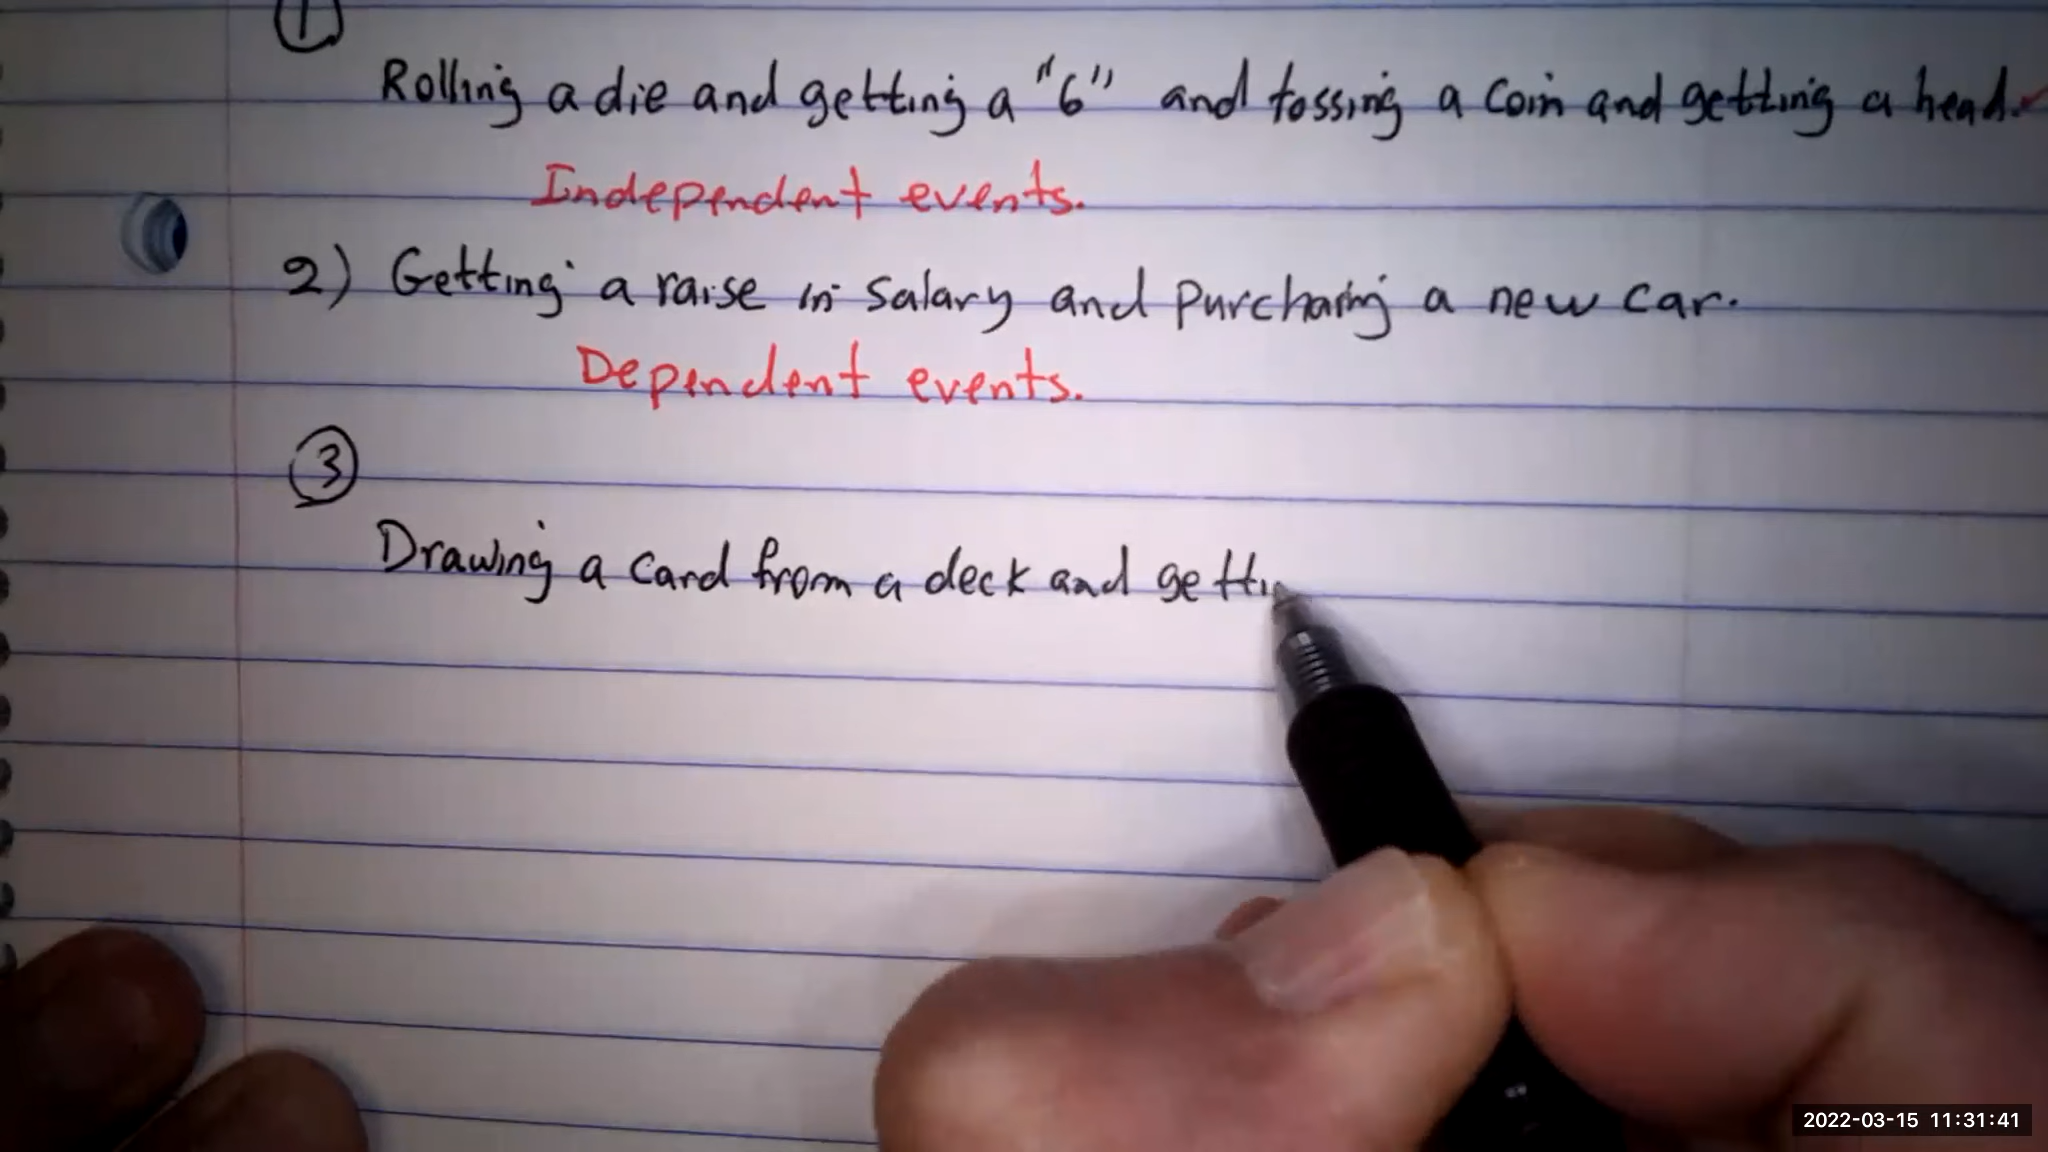 1
Rolling a die and getting a "6" and tossing a coin and getting a head.
Independent events.
2) Getting a raise in salary and purchasing a new car.
Dependent events.
3
Drawing a card from a deck and gettin
2022-03-15 11:31:41